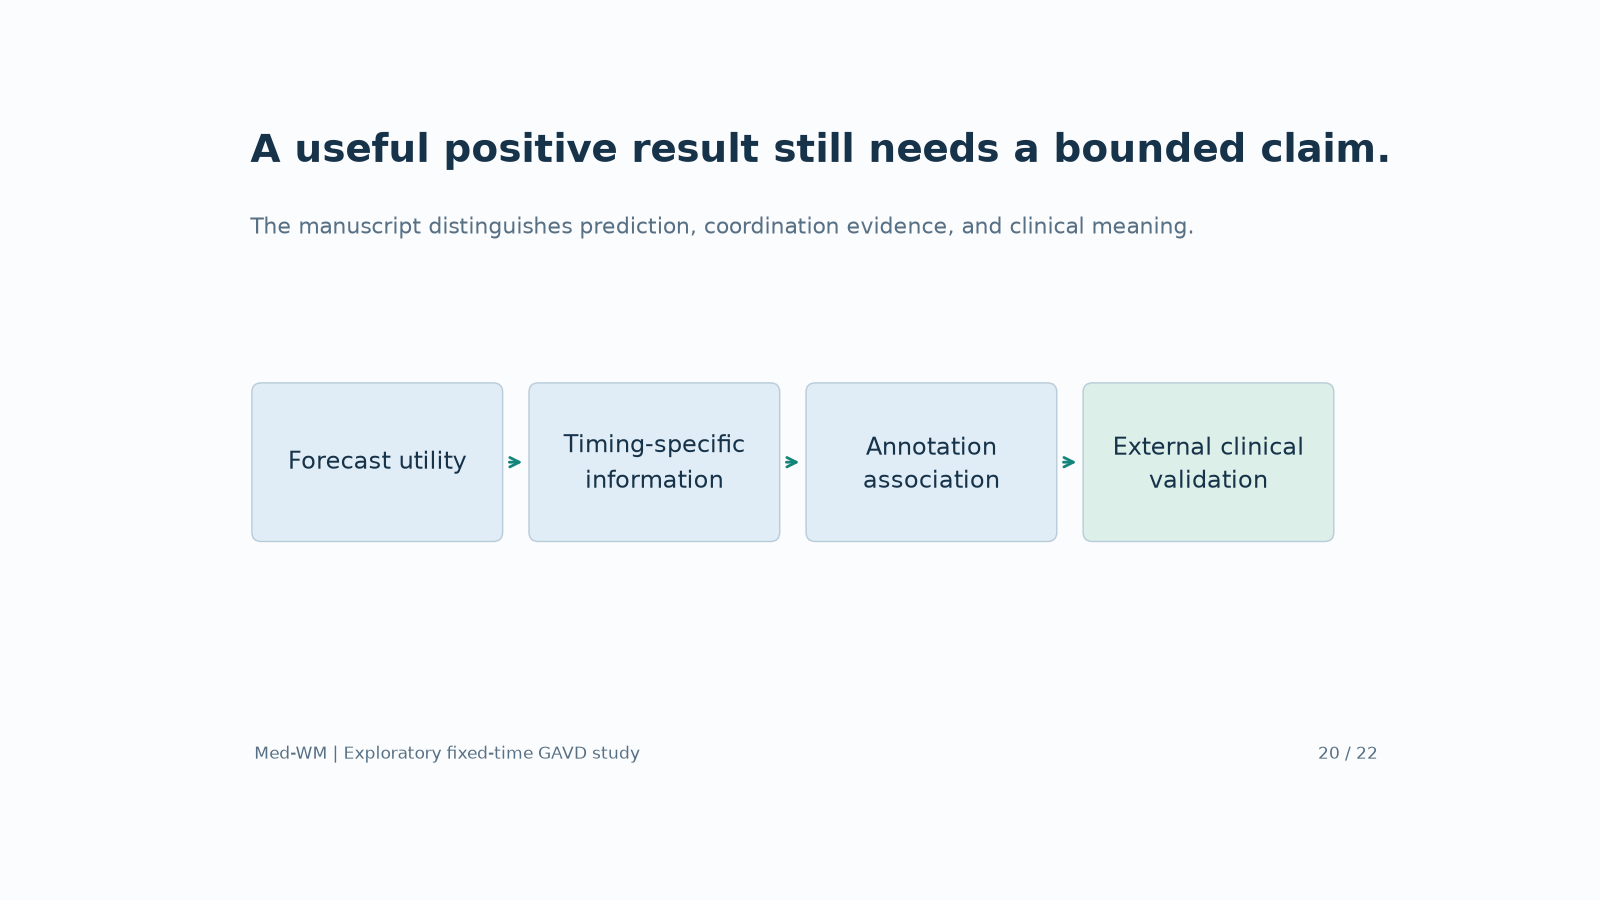 A useful positive result still needs a bounded claim.
The manuscript distinguishes prediction, coordination evidence, and clinical meaning.
Forecast utility
Timing-specific
information
Annotation
association
External clinical
validation
Med-WM | Exploratory fixed-time GAVD study
20 / 22